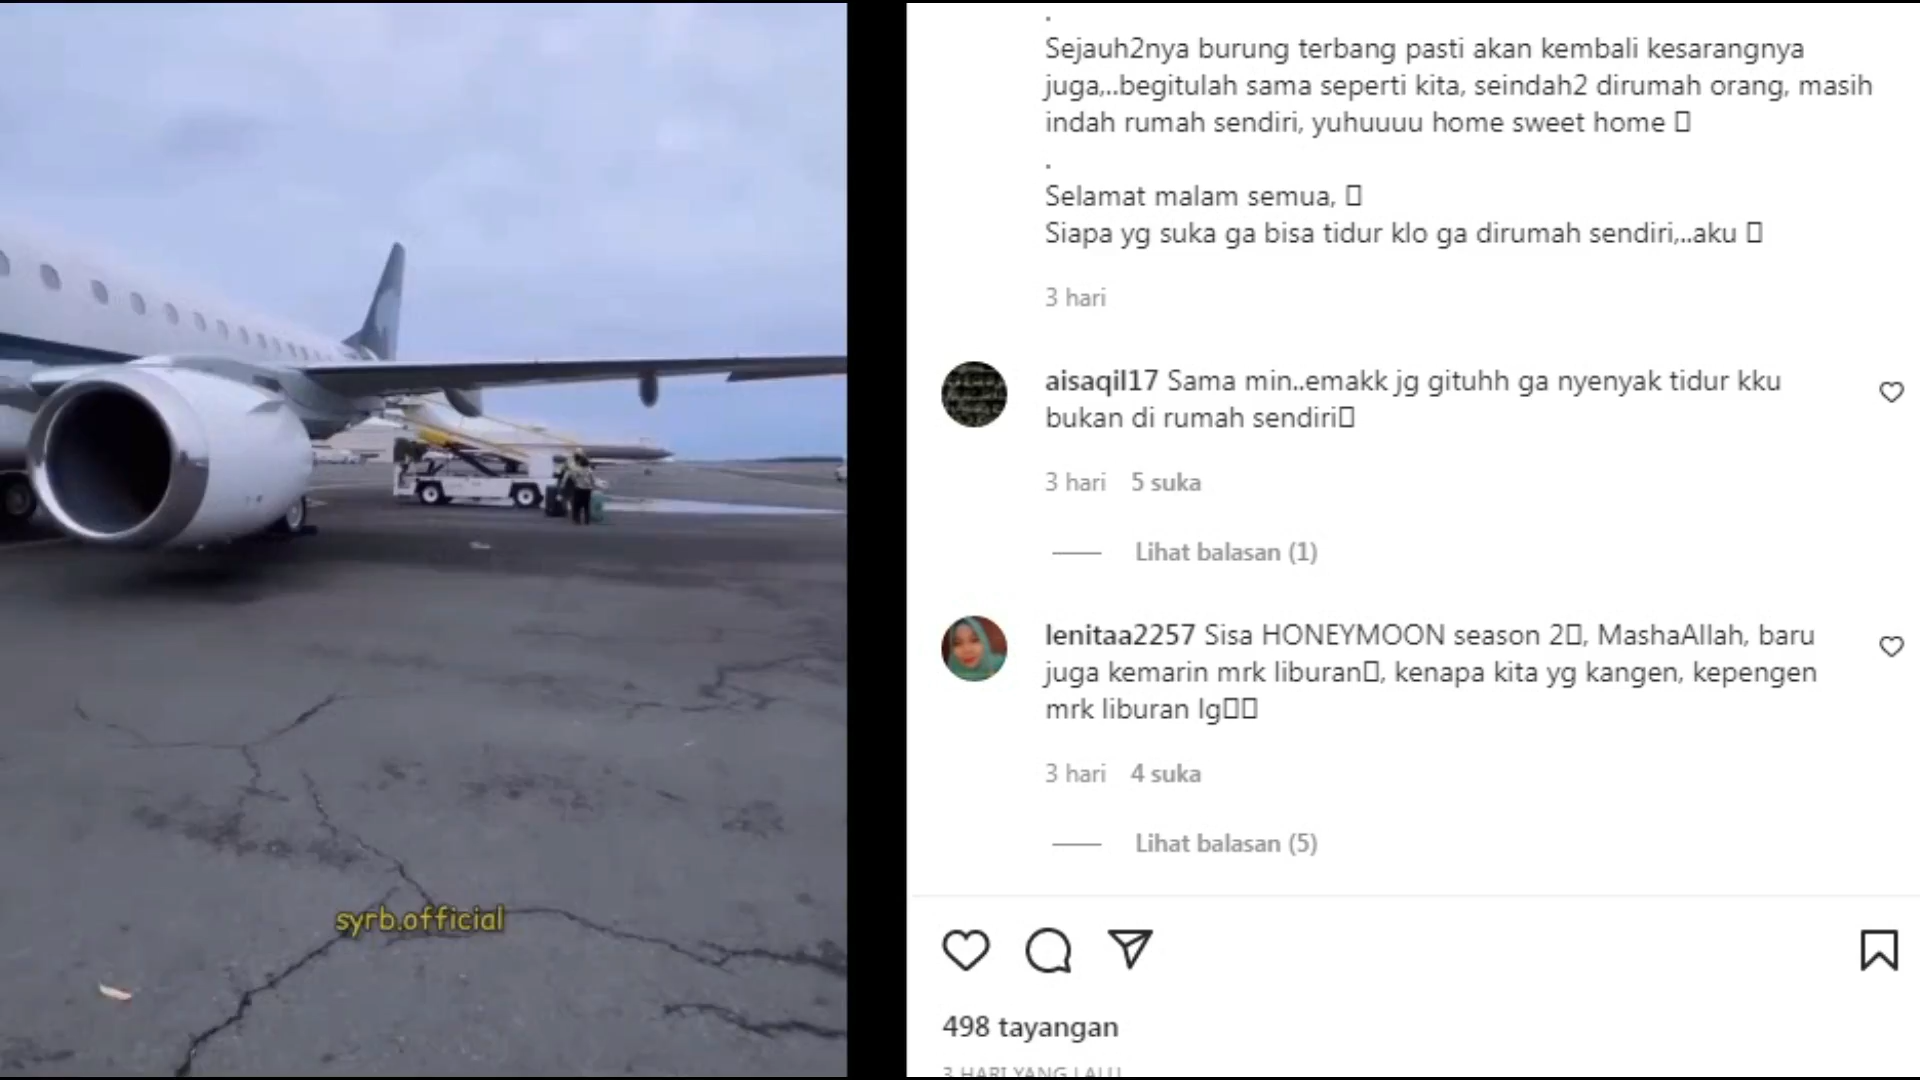 .
Sejauh2nya burung terbang pasti akan kembali kesarangnya
juga,..begitulah sama seperti kita, seindah2 dirumah orang, masih
indah rumah sendiri, yuhuuuu home sweet home
.
Selamat malam semua,
Siapa yg suka ga bisa tidur klo ga dirumah sendiri,..aku
3 hari
aisaqil17 Sama min..emakk jg gituhh ga nyenyak tidur kku
bukan di rumah sendiri
3 hari 5 suka
Lihat balasan (1)
lenitaa2257 Sisa HONEYMOON season 2, MashaAllah, baru
juga kemarin mrk liburan, kenapa kita yg kangen, kepengen
mrk liburan lg
3 hari 4 suka
Lihat balasan (5)
498 tayangan
3 HARI YANG LALU
syrb.official